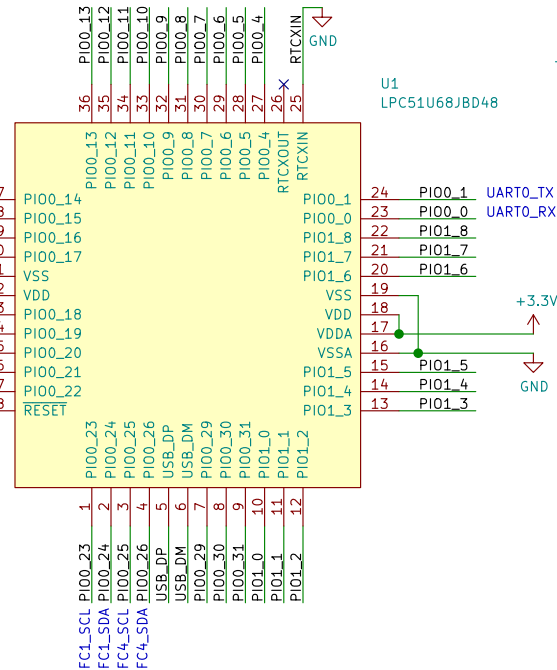 PIO0_13
PIO0_12
PIO0_11
PIO0_10
PIO0_9
PIO0_8
PIO0_7
PIO0_6
PIO0_5
PIO0_4
RTCXIN
GND
U1
LPC51U68JBD48
36
35
34
33
32
31
30
29
28
27
26
25
PIO0_13
PIO0_12
PIO0_11
PIO0_10
PIO0_9
PIO0_8
PIO0_7
PIO0_6
PIO0_5
PIO0_4
RTCXOUT
RTCXIN
PIO0_14
PIO0_15
PIO0_16
PIO0_17
VSS
VDD
PIO0_18
PIO0_19
PIO0_20
PIO0_21
PIO0_22
RESET
PIO0_1 24 PIO0_1 UART0_TX
PIO0_0 23 PIO0_0 UART0_RX
PIO1_8 22 PIO1_8
PIO1_7 21 PIO1_7
PIO1_6 20 PIO1_6
VSS 19
+3.3V
VDD 18
VDDA 17
VSSA 16
GND
PIO1_5 15 PIO1_5
PIO1_4 14 PIO1_4
PIO1_3 13 PIO1_3
PIO0_23
PIO0_24
PIO0_25
PIO0_26
USB_DP
USB_DM
PIO0_29
PIO0_30
PIO0_31
PIO1_0
PIO1_1
PIO1_2
1
2
3
4
5
6
7
8
9
10
11
12
FC1_SCL PIO0_23
FC1_SDA PIO0_24
FC4_SCL PIO0_25
FC4_SDA PIO0_26
USB_DP
USB_DM
PIO0_29
PIO0_30
PIO0_31
PIO1_0
PIO1_1
PIO1_2